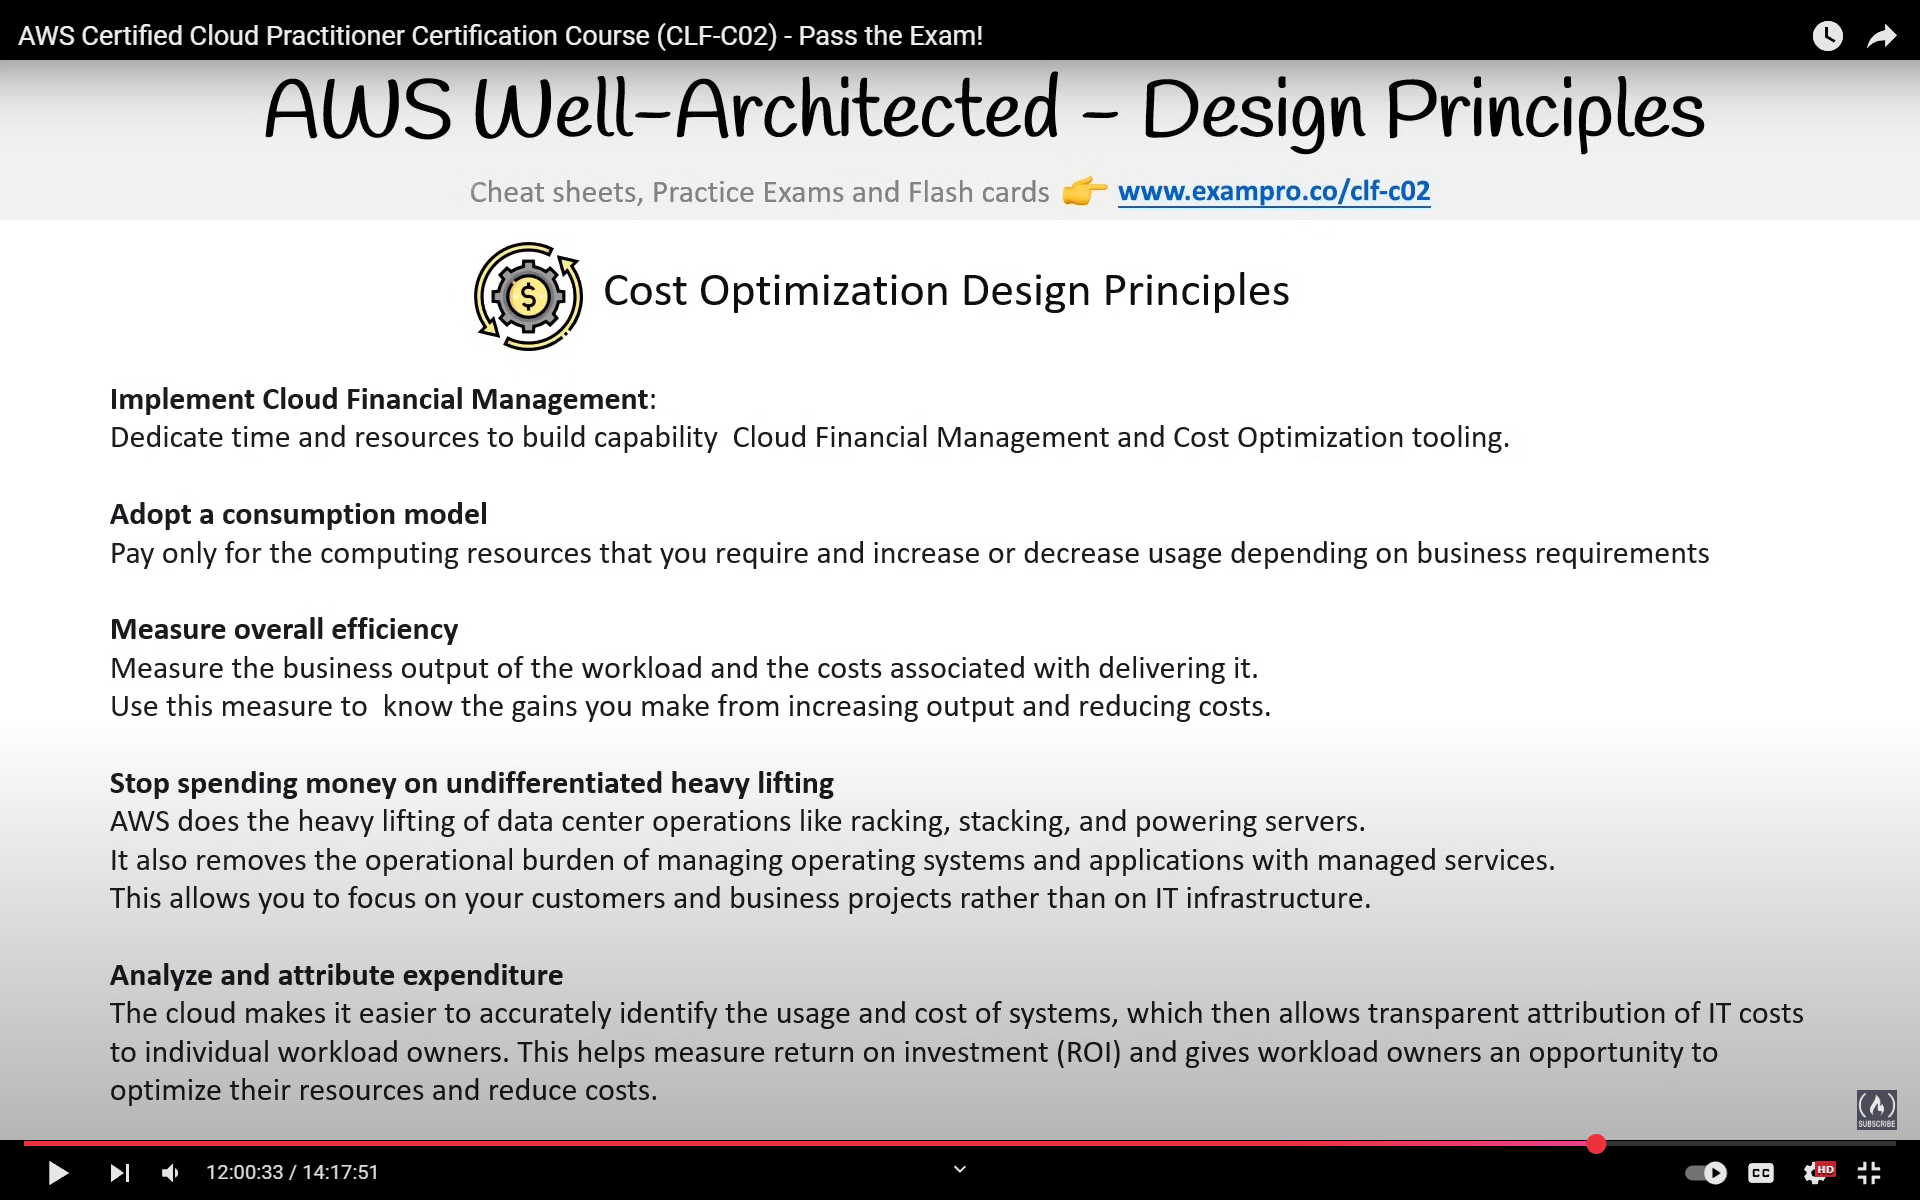 AWS Certified Cloud Practitioner Certification Course (CLF-C02) - Pass the Exam!
AWS Well-Architected - Design Principles
Cheat sheets, Practice Exams and Flash cards 👉 www.exampro.co/clf-c02
$
Cost Optimization Design Principles
Implement Cloud Financial Management:
Dedicate time and resources to build capability  Cloud Financial Management and Cost Optimization tooling.
Adopt a consumption model
Pay only for the computing resources that you require and increase or decrease usage depending on business requirements
Measure overall efficiency
Measure the business output of the workload and the costs associated with delivering it.
Use this measure to  know the gains you make from increasing output and reducing costs.
Stop spending money on undifferentiated heavy lifting
AWS does the heavy lifting of data center operations like racking, stacking, and powering servers.
It also removes the operational burden of managing operating systems and applications with managed services.
This allows you to focus on your customers and business projects rather than on IT infrastructure.
Analyze and attribute expenditure
The cloud makes it easier to accurately identify the usage and cost of systems, which then allows transparent attribution of IT costs
to individual workload owners. This helps measure return on investment (ROI) and gives workload owners an opportunity to
optimize their resources and reduce costs.
SUBSCRIBE
12:00:33 / 14:17:51
CC
HD